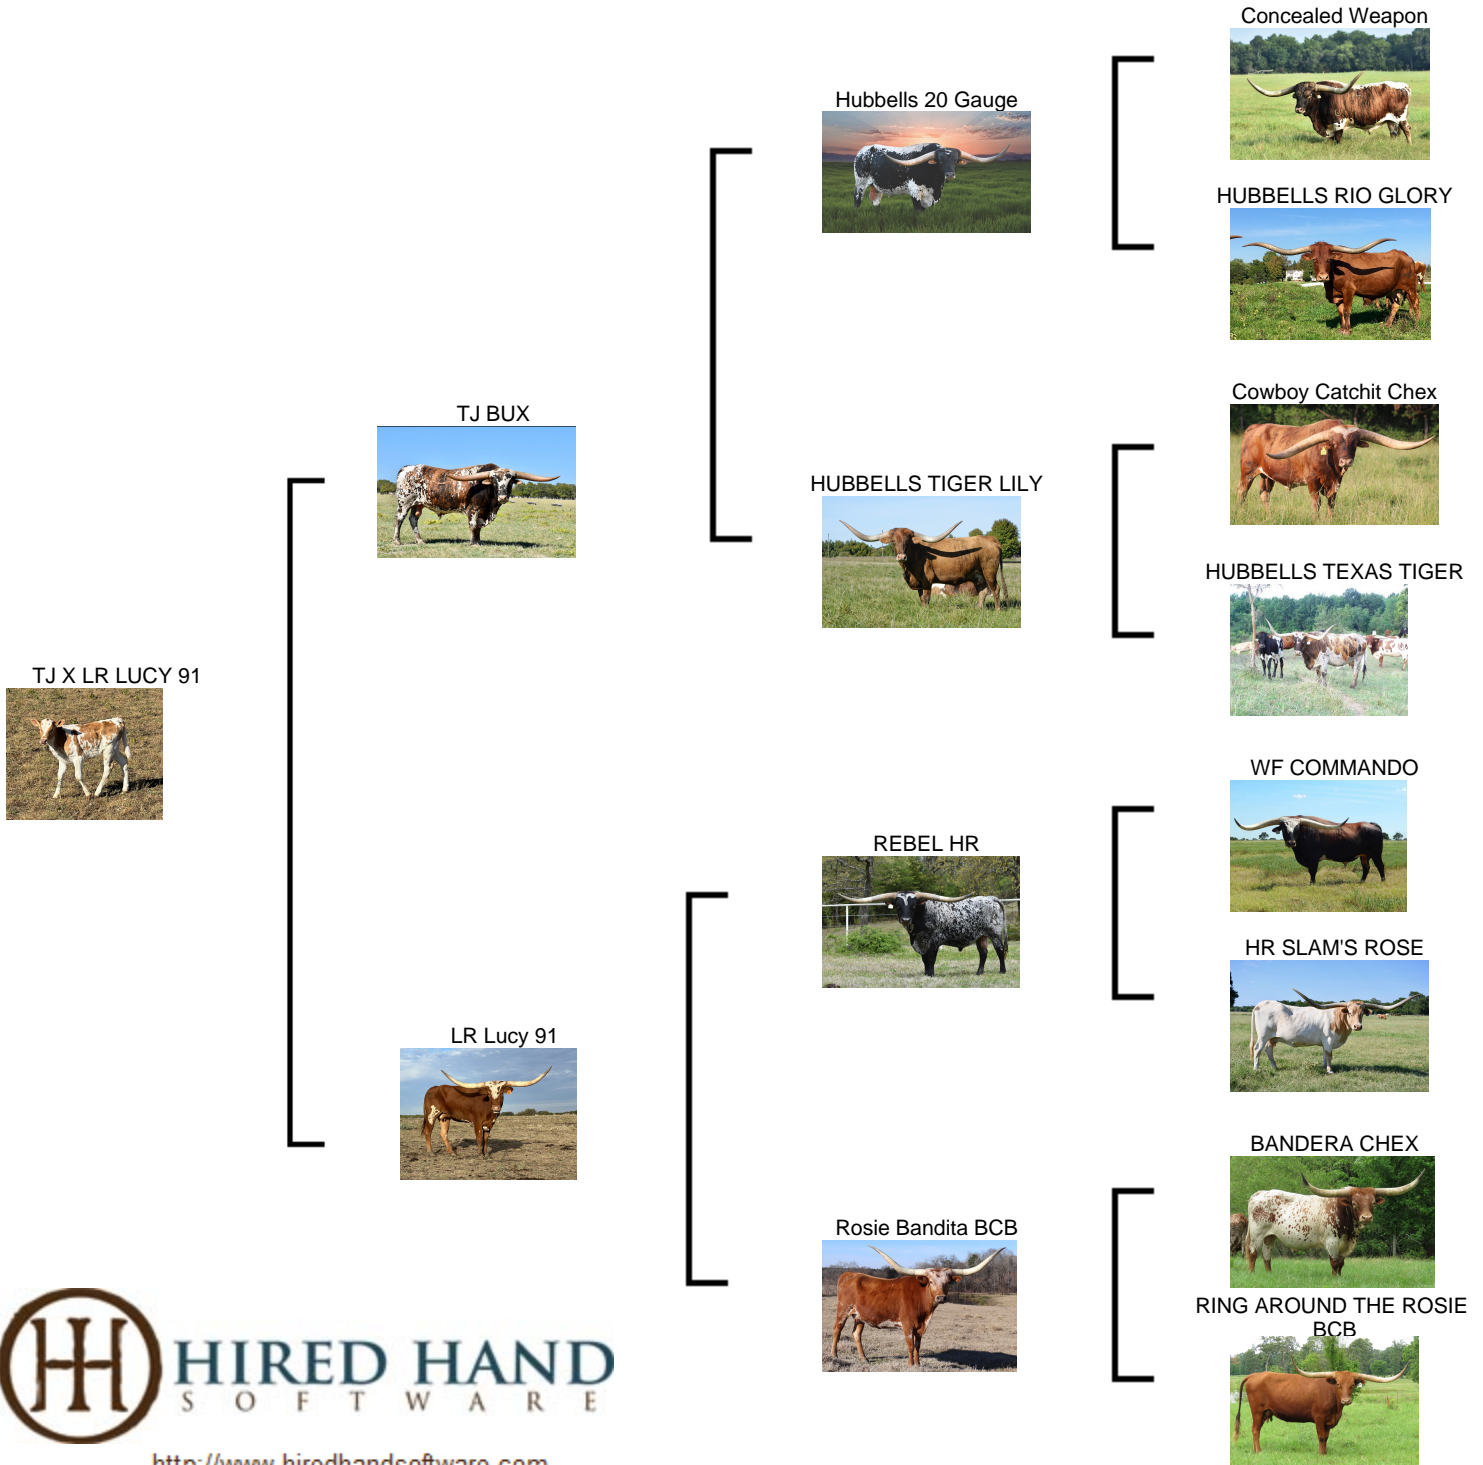 Concealed Weapon
Hubbells 20 Gauge
HUBBELLS RIO GLORY
Cowboy Catchit Chex
TJ BUX
HUBBELLS TIGER LILY
HUBBELLS TEXAS TIGER
TJ X LR LUCY 91
WF COMMANDO
REBEL HR
HR SLAM'S ROSE
LR Lucy 91
BANDERA CHEX
Rosie Bandita BCB
RING AROUND THE ROSIE
BCB
HIRED HAND
SOFTWARE
http://www.hiredhandsoftware.com